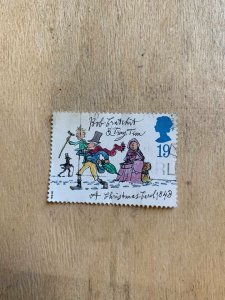 Bob Cratchit
& Tiny Tim
19
A Christmas Carol 1843